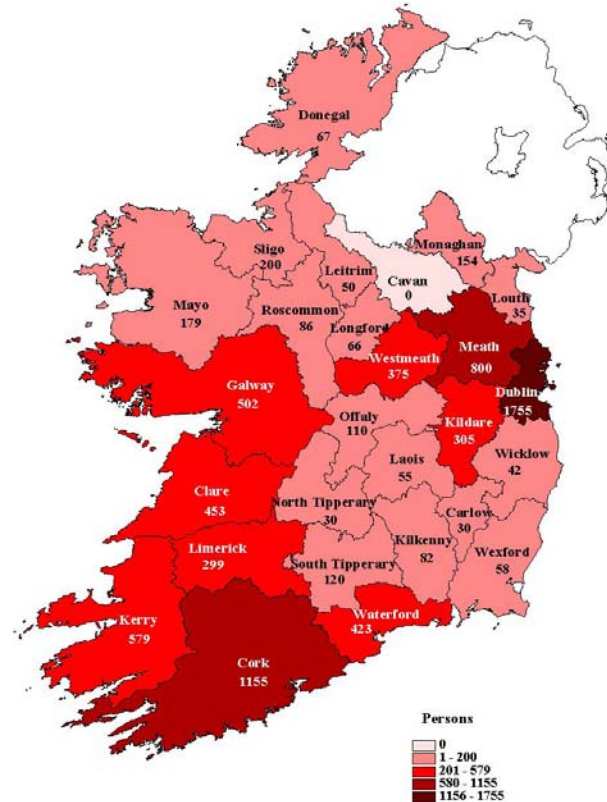 Donegal
67
Sligo
200
Leitrim
50
Cavan
0
Monaghan
154
Louth
35
Mayo
179
Roscommon
86
Longford
66
Westmeath
375
Meath
800
Galway
502
Dublin
1755
Offaly
110
Kildare
305
Laois
55
Wicklow
42
Clare
453
North Tipperary
30
Carlow
30
Kilkenny
82
Limerick
299
South Tipperary
120
Wexford
58
Kerry
579
Waterford
423
Cork
1155
Persons
0
1 - 200
201 - 579
580 - 1155
1156 - 1755